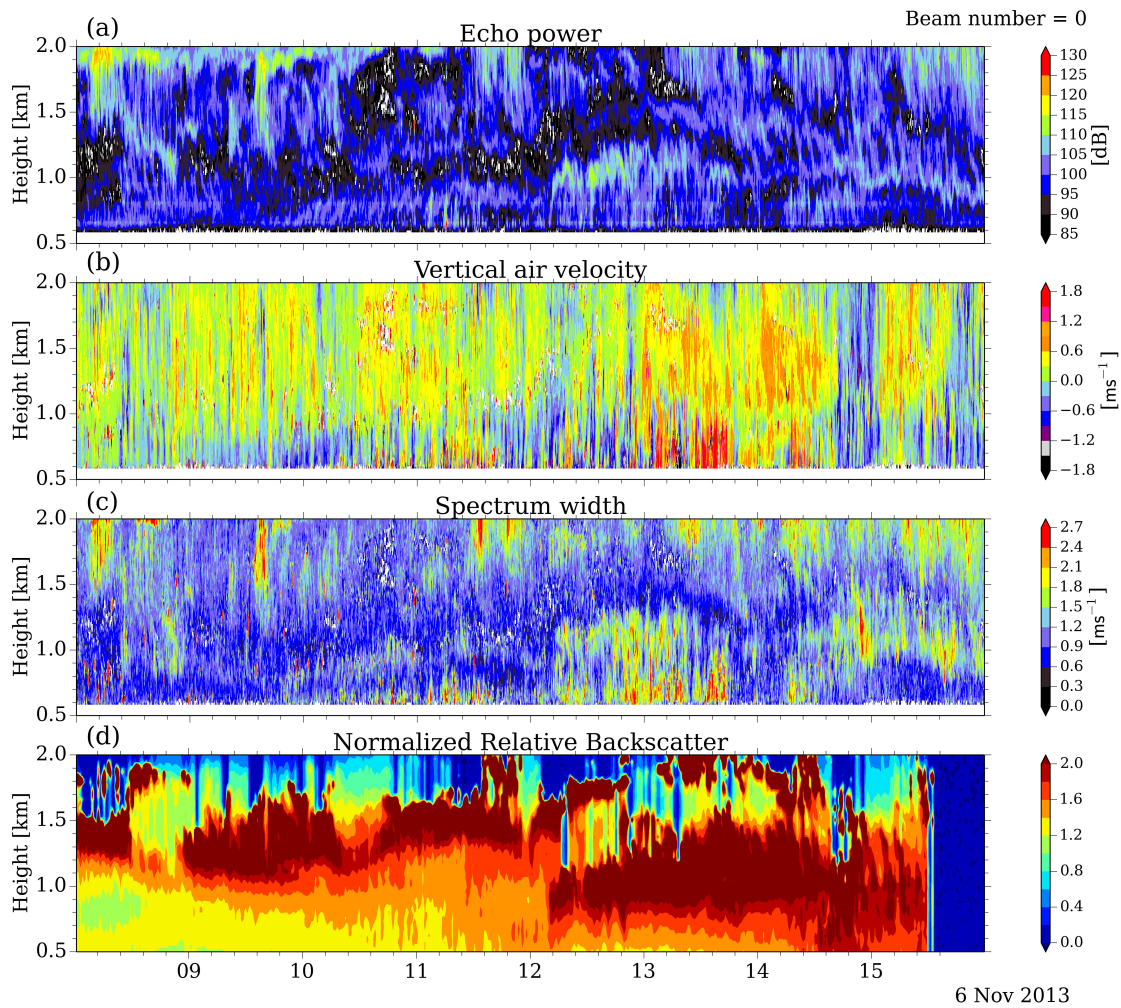 Beam number = 0
(a)
Echo power
Height [km]
2.0
1.5
1.0
0.5
130
125
120
115
110
105
100
95
90
85
[dB]
(b)
Vertical air velocity
Height [km]
2.0
1.5
1.0
0.5
1.8
1.2
0.6
0.0
−0.6
−1.2
−1.8
[ms⁻¹]
(c)
Spectrum width
Height [km]
2.0
1.5
1.0
0.5
2.7
2.4
2.1
1.8
1.5
1.2
0.9
0.6
0.3
0.0
[ms⁻¹]
(d)
Normalized Relative Backscatter
Height [km]
2.0
1.5
1.0
0.5
2.0
1.6
1.2
0.8
0.4
0.0
09 10 11 12 13 14 15
6 Nov 2013